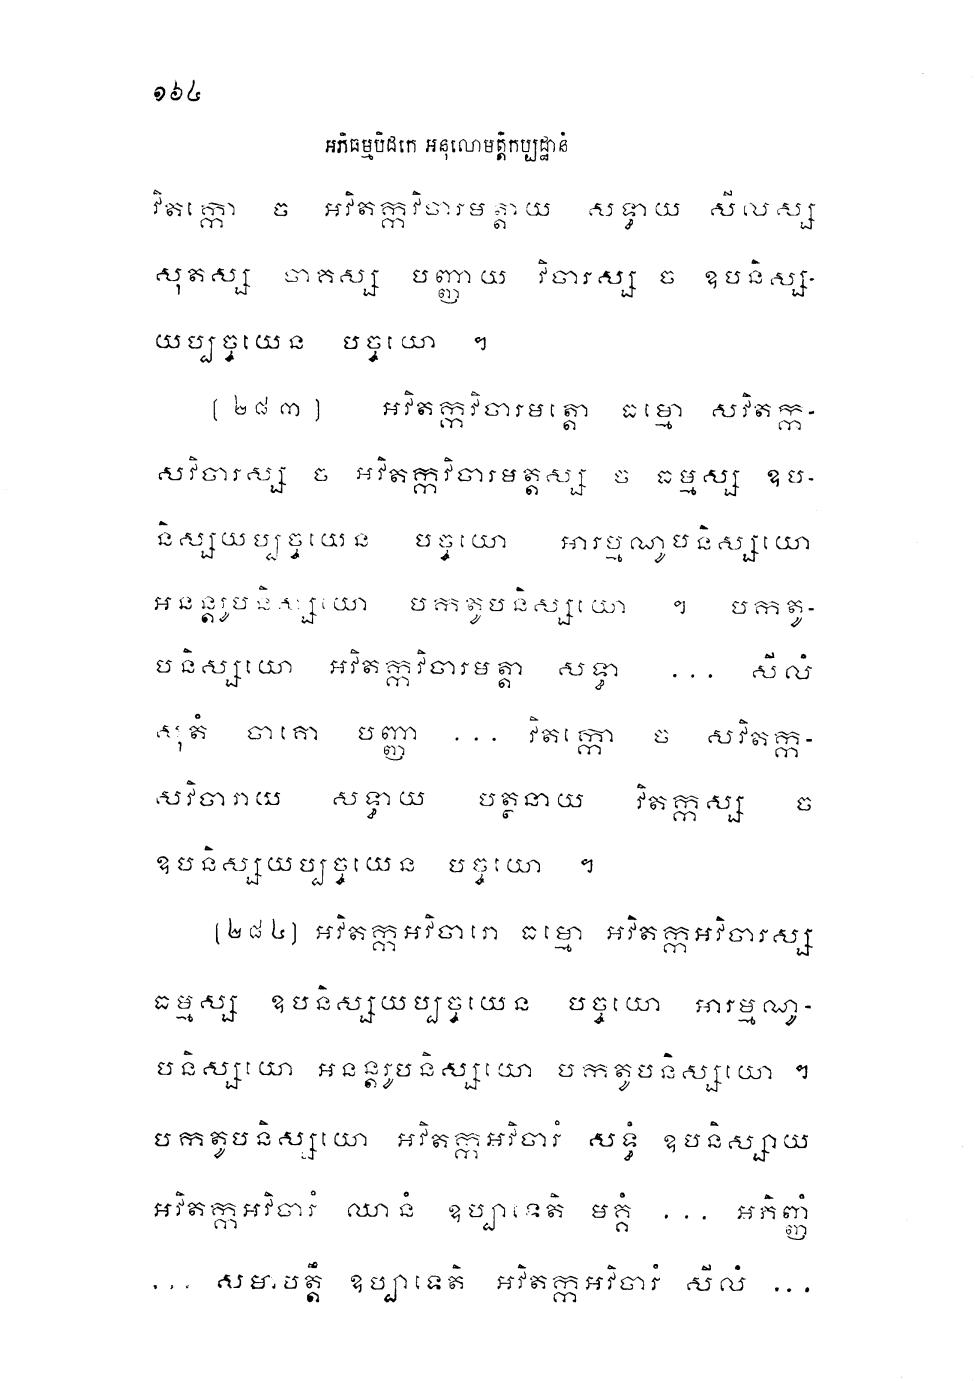 ១៦៤
អភិធម្មបិដកេ អនុលោមត្តិកប្បដ្ឋានំ
វិតក្កោ ច អវិតក្កវិចារមត្តាយ សទ្ធាយ សីលស្ស
សុតស្ស ចាគស្ស បញ្ញាយ វិចារស្ស ច ឧបនិស្ស-
យប្បច្ចយេន បច្ចយោ ។
[២៨៣] អវិតក្កវិចារមត្តោ ធម្មោ សវិតក្ក-
សវិចារស្ស ច អវិតក្កវិចារមត្តស្ស ច ធម្មស្ស ឧប-
និស្សយប្បច្ចយេន បច្ចយោ អារម្មណូបនិស្សយោ
អនន្តរូបនិស្សយោ បកតូបនិស្សយោ ។ បកតូ-
បនិស្សយោ អវិតក្កវិចារមត្តា សទ្ធា ... សីលំ
សុតំ ចាគោ បញ្ញា ... វិតក្កោ ច សវិតក្ក-
សវិចារាយ សទ្ធាយ បត្ថនាយ វិតក្កស្ស ច
ឧបនិស្សយប្បច្ចយេន បច្ចយោ ។
[២៨៤] អវិតក្កអវិចារោ ធម្មោ អវិតក្កអវិចារស្ស
ធម្មស្ស ឧបនិស្សយប្បច្ចយេន បច្ចយោ អារម្មណូ-
បនិស្សយោ អនន្តរូបនិស្សយោ បកតូបនិស្សយោ ។
បកតូបនិស្សយោ អវិតក្កអវិចារំ សទ្ធំ ឧបនិស្សាយ
អវិតក្កអវិចារំ ឈានំ ឧប្បាទេតិ មគ្គំ ... អភិញ្ញំ
... សមាបត្តឹ ឧប្បាទេតិ អវិតក្កអវិចារំ សីលំ ...